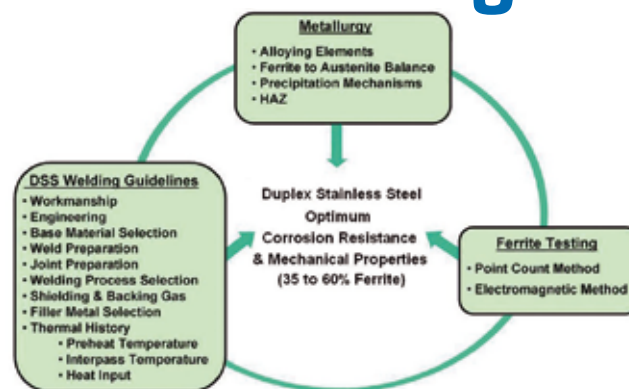 Metallurgy
• Alloying Elements
• Ferrite to Austenite Balance
• Precipitation Mechanisms
• HAZ
DSS Welding Guidelines
• Workmanship
• Engineering
• Base Material Selection
• Weld Preparation
• Joint Preparation
• Welding Process Selection
• Shielding & Backing Gas
• Filler Metal Selection
• Thermal History
• Preheat Temperature
• Interpass Temperature
• Heat Input
Duplex Stainless Steel
Optimum
Corrosion Resistance
& Mechanical Properties
(35 to 60% Ferrite)
Ferrite Testing
• Point Count Method
• Electromagnetic Method